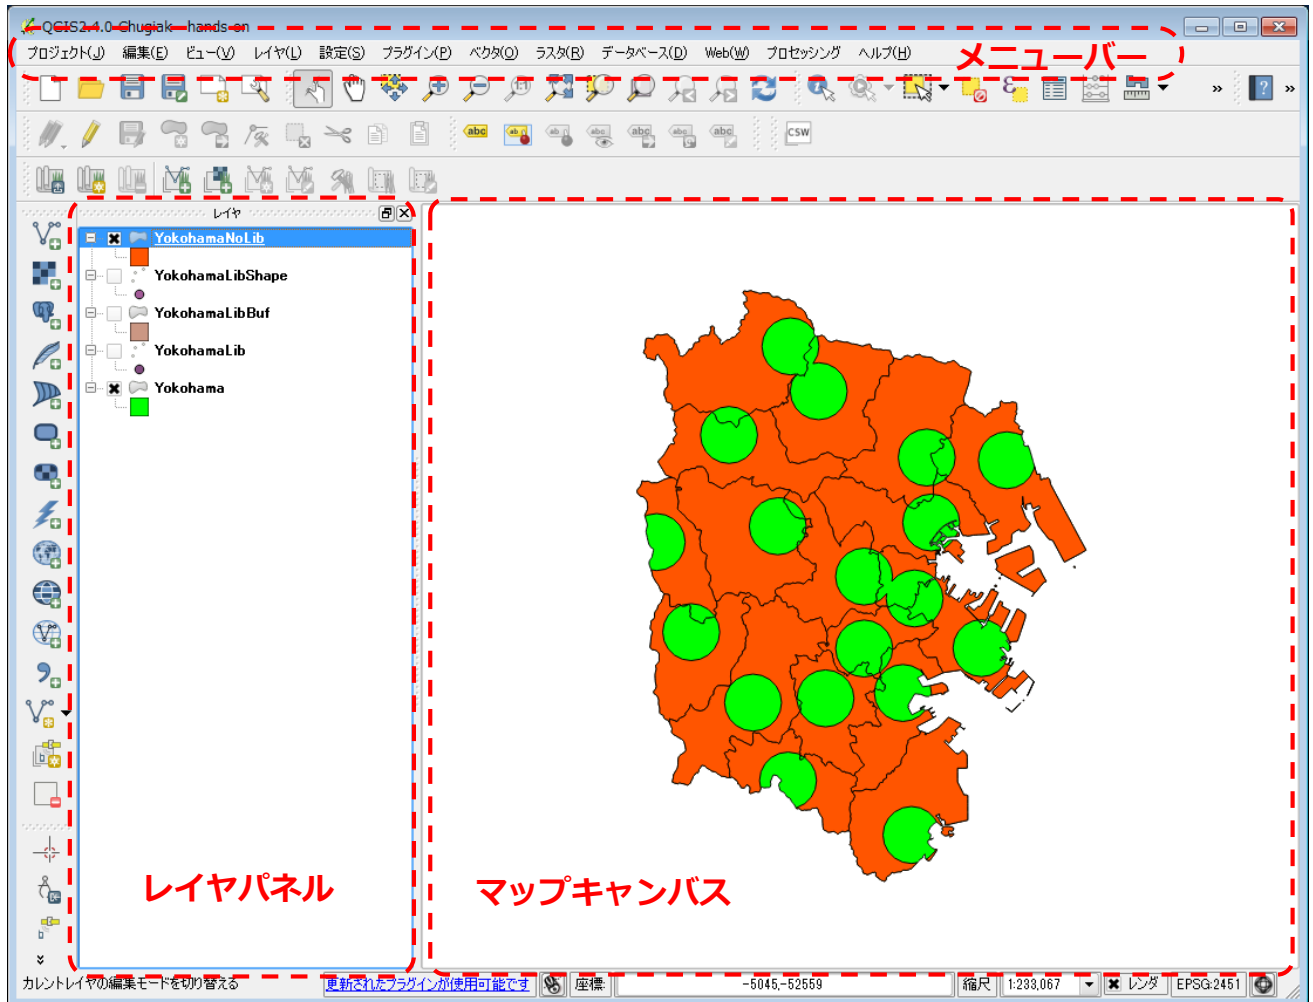 QGIS2.4.0-Chugiak - hands-on
プロジェクト(J) 編集(E) ビュー(V) レイヤ(L) 設定(S) プラグイン(P) ベクタ(O) ラスタ(R) データベース(D) Web(W) プロセッシング ヘルプ(H)
メニューバー
abc
CSW
レイヤ
YokohamaNoLib
YokohamaLibShape
YokohamaLibBuf
YokohamaLib
Yokohama
レイヤパネル
マップキャンバス
カレントレイヤの編集モードを切り替える 更新されたプラグインが使用可能です 座標: -5045,-52559 縮尺 1:233,067 レンダ EPSG:2451